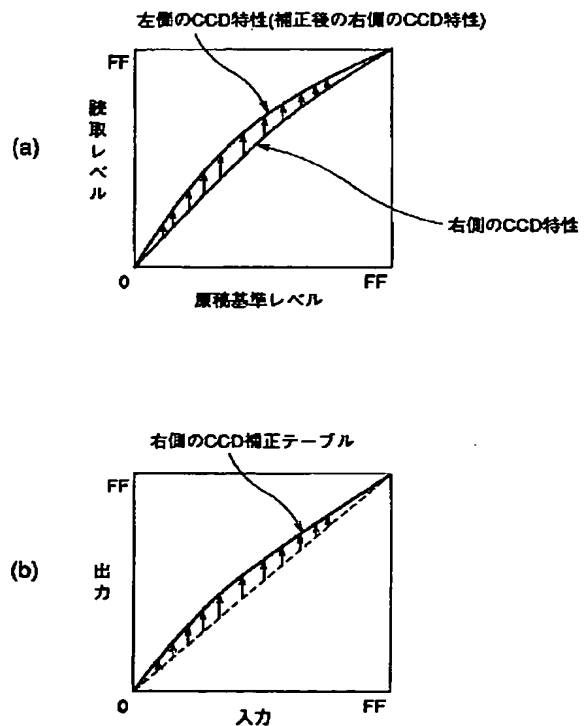 左側のCCD特性(補正後の右側のCCD特性)
FF
読取レベル
(a)
右側のCCD特性
0
FF
原稿基準レベル
右側のCCD補正テーブル
FF
(b)
出力
0
FF
入力